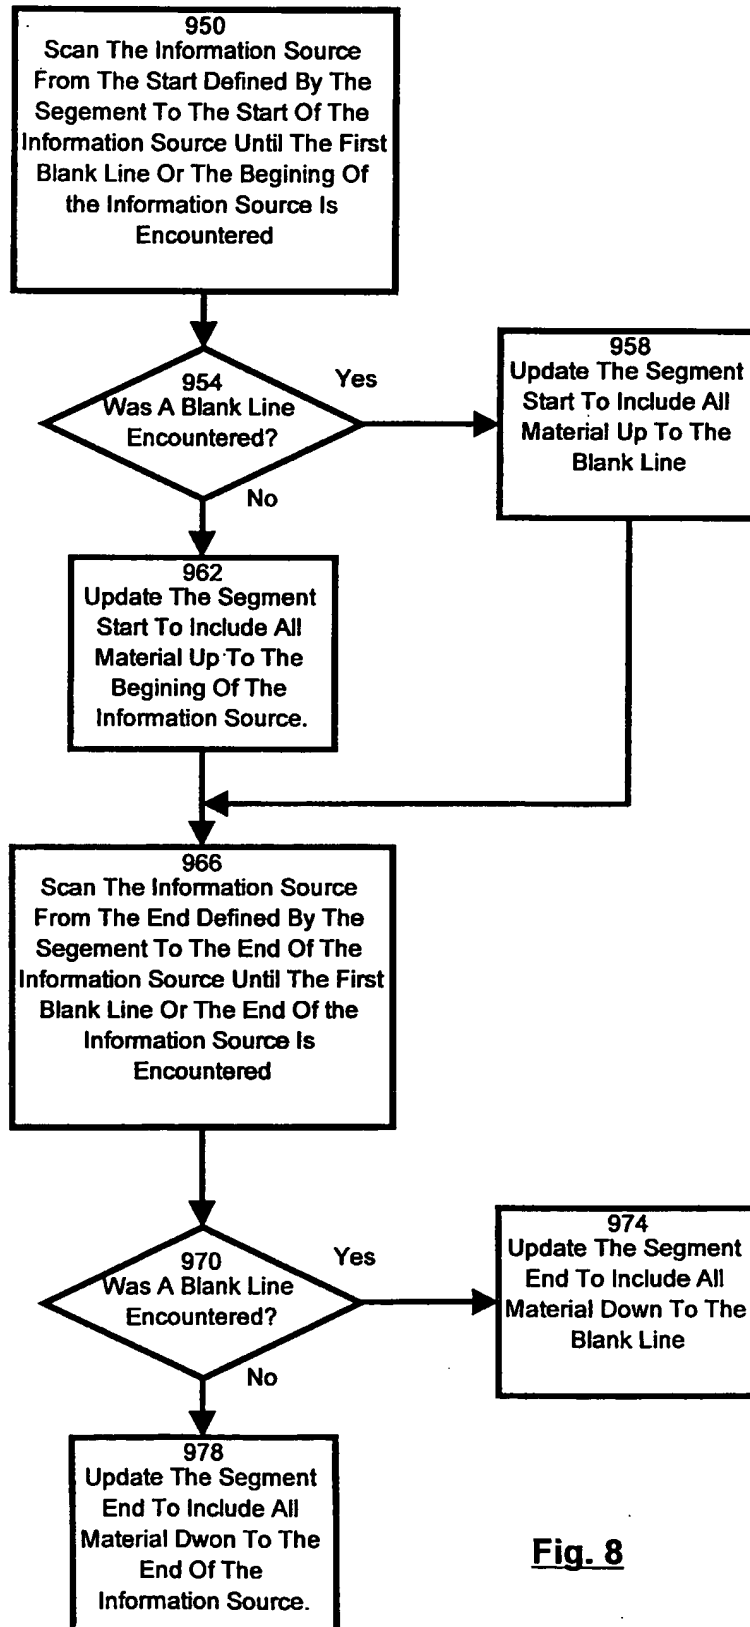 950
Scan The Information Source
From The Start Defined By The
Segement To The Start Of The
Information Source Until The First
Blank Line Or The Begining Of
the Information Source Is
Encountered
954
Was A Blank Line
Encountered?
Yes
No
958
Update The Segment
Start To Include All
Material Up To The
Blank Line
962
Update The Segment
Start To Include All
Material Up To The
Begining Of The
Information Source.
966
Scan The Information Source
From The End Defined By The
Segement To The End Of The
Information Source Until The First
Blank Line Or The End Of the
Information Source Is
Encountered
970
Was A Blank Line
Encountered?
Yes
No
974
Update The Segment
End To Include All
Material Down To The
Blank Line
978
Update The Segment
End To Include All
Material Dwon To The
End Of The
Information Source.
Fig. 8